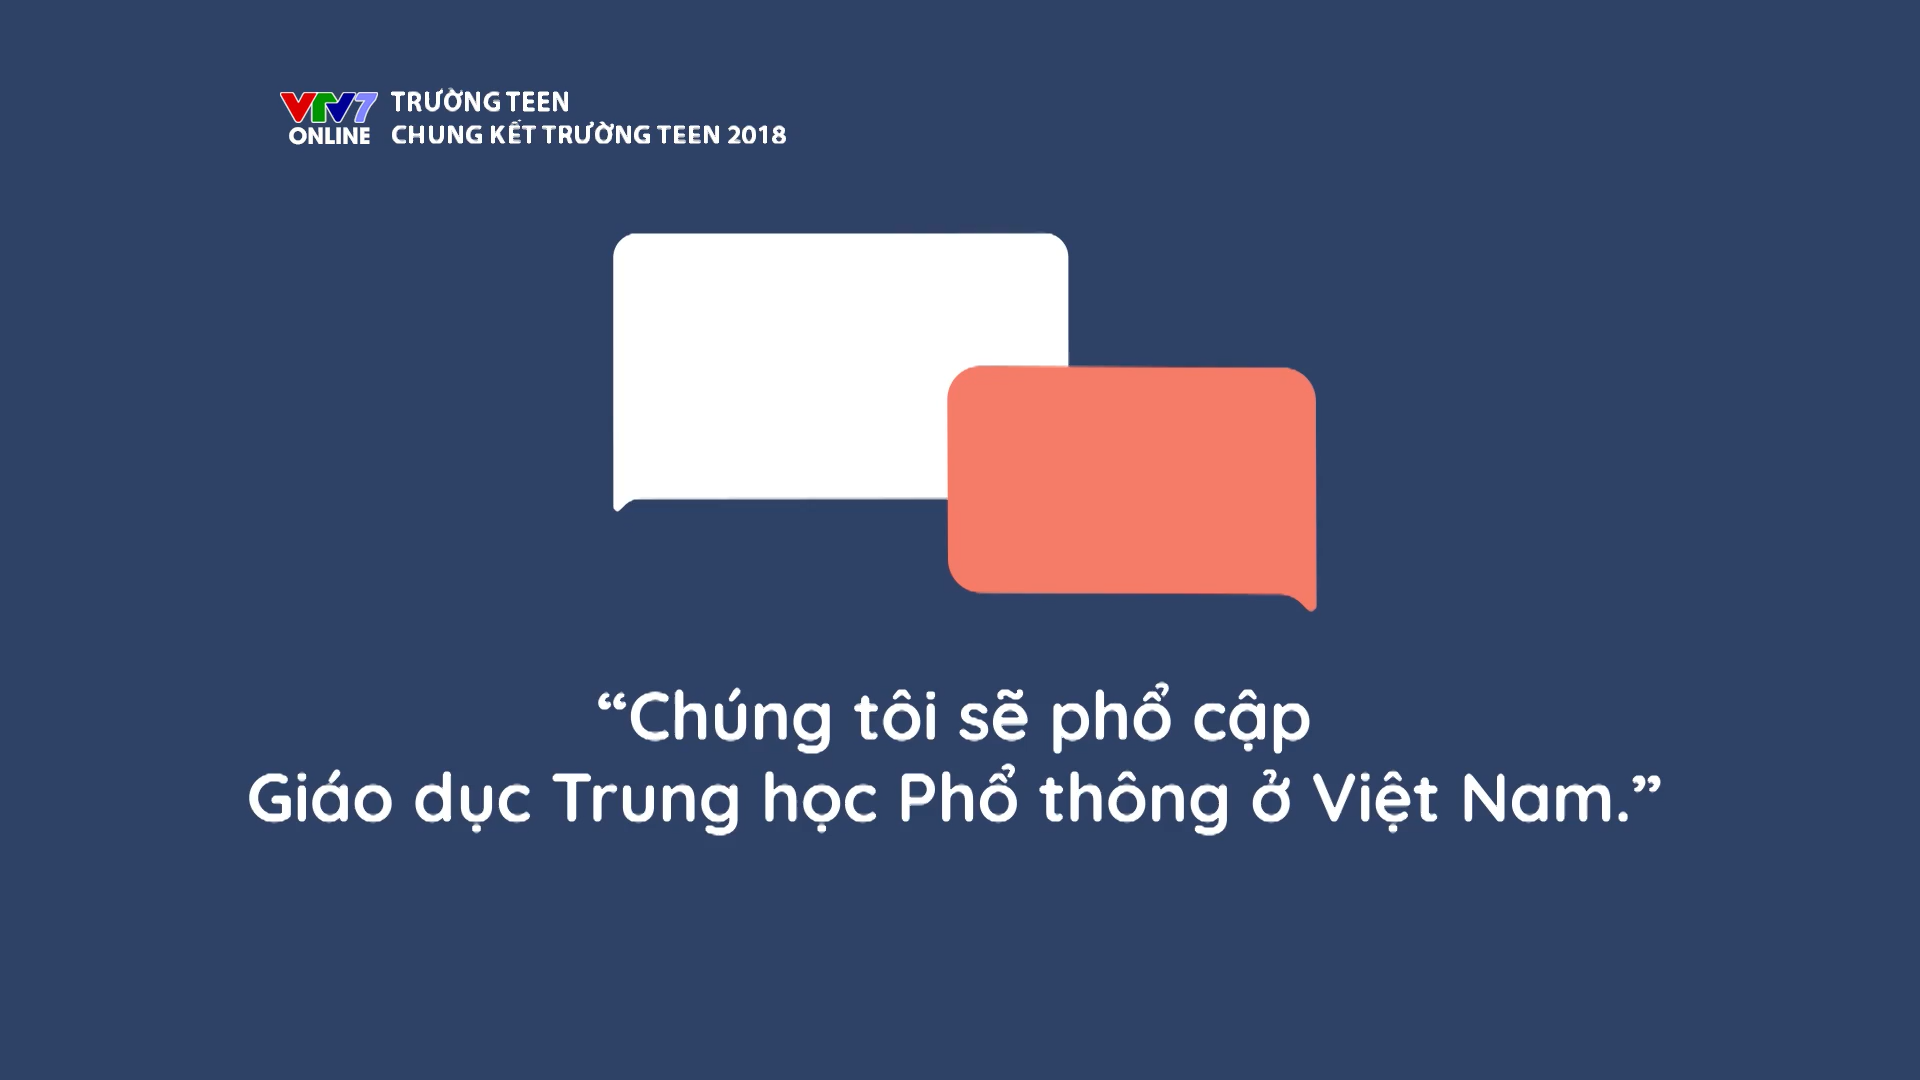 VTV7
ONLINE
TRƯỜNG TEEN
CHUNG KẾT TRƯỜNG TEEN 2018
“Chúng tôi sẽ phổ cập
Giáo dục Trung học Phổ thông ở Việt Nam.”